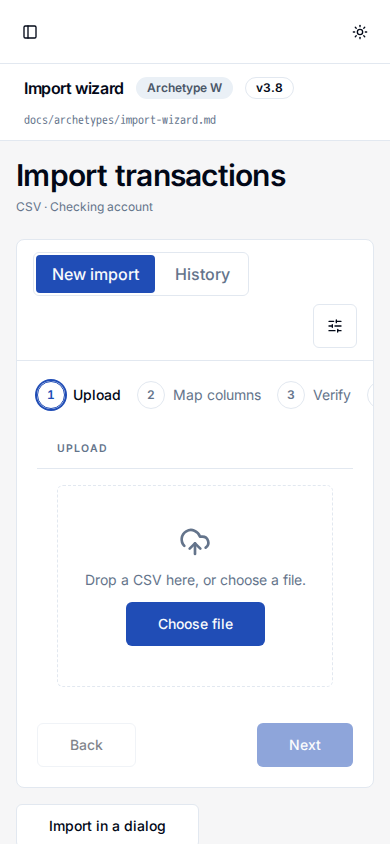 Import wizard Archetype W v3.8
docs/archetypes/import-wizard.md
Import transactions
CSV · Checking account
New import History
1 Upload 2 Map columns 3 Verify
UPLOAD
Drop a CSV here, or choose a file.
Choose file
Back Next
Import in a dialog